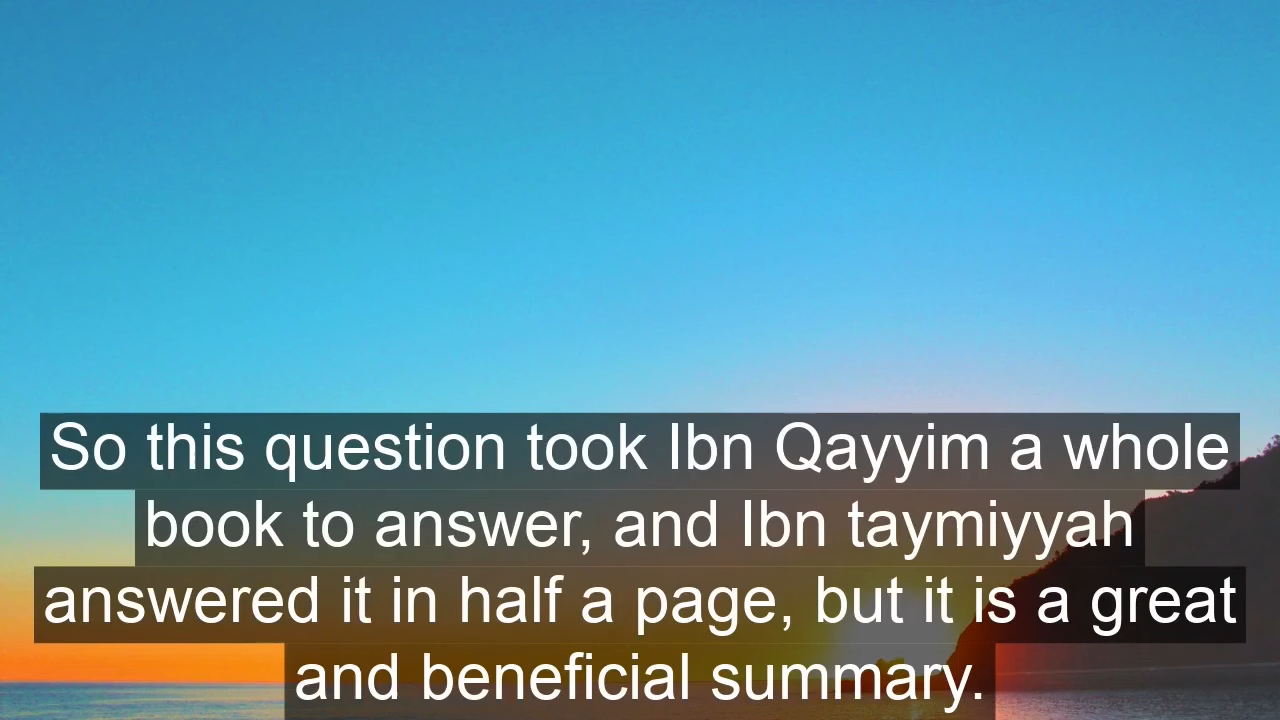 So this question took Ibn Qayyim a whole
book to answer, and Ibn taymiyyah
answered it in half a page, but it is a great
and beneficial summary.